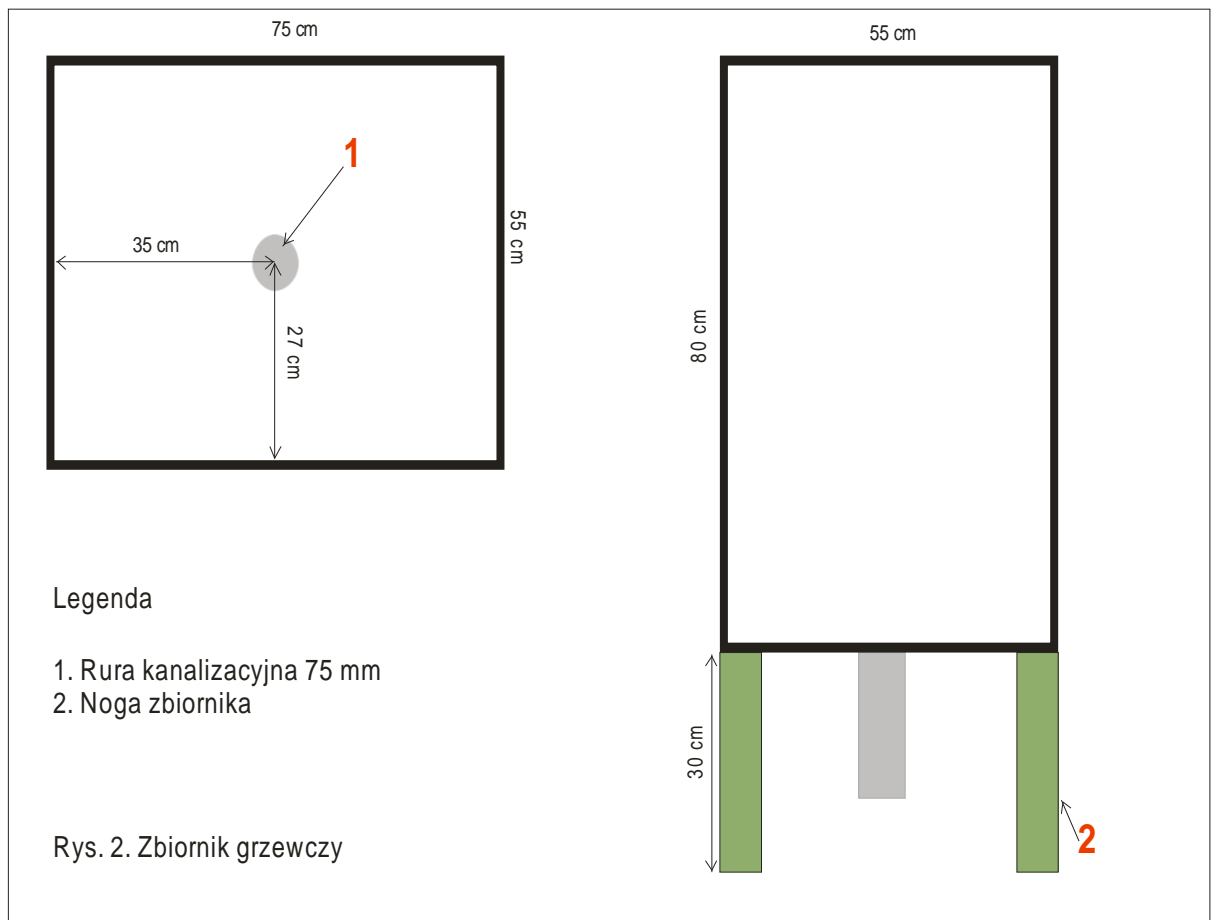 75 cm
55 cm
1
35 cm
55 cm
27 cm
80 cm
Legenda
1. Rura kanalizacyjna 75 mm
2. Noga zbiornika
30 cm
2
Rys. 2. Zbiornik grzewczy